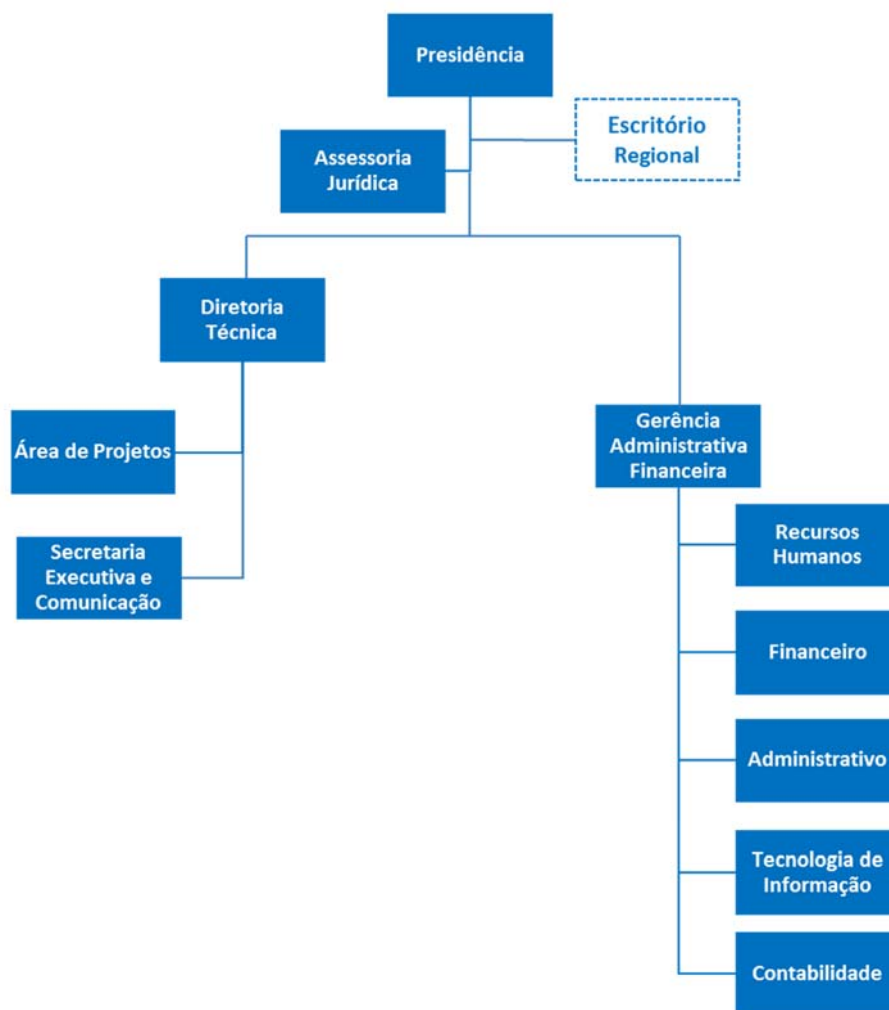 Presidência
Escritório
Regional
Assessoria
Jurídica
Diretoria
Técnica
Área de Projetos
Secretaria
Executiva e
Comunicação
Gerência
Administrativa
Financeira
Recursos
Humanos
Financeiro
Administrativo
Tecnologia de
Informação
Contabilidade